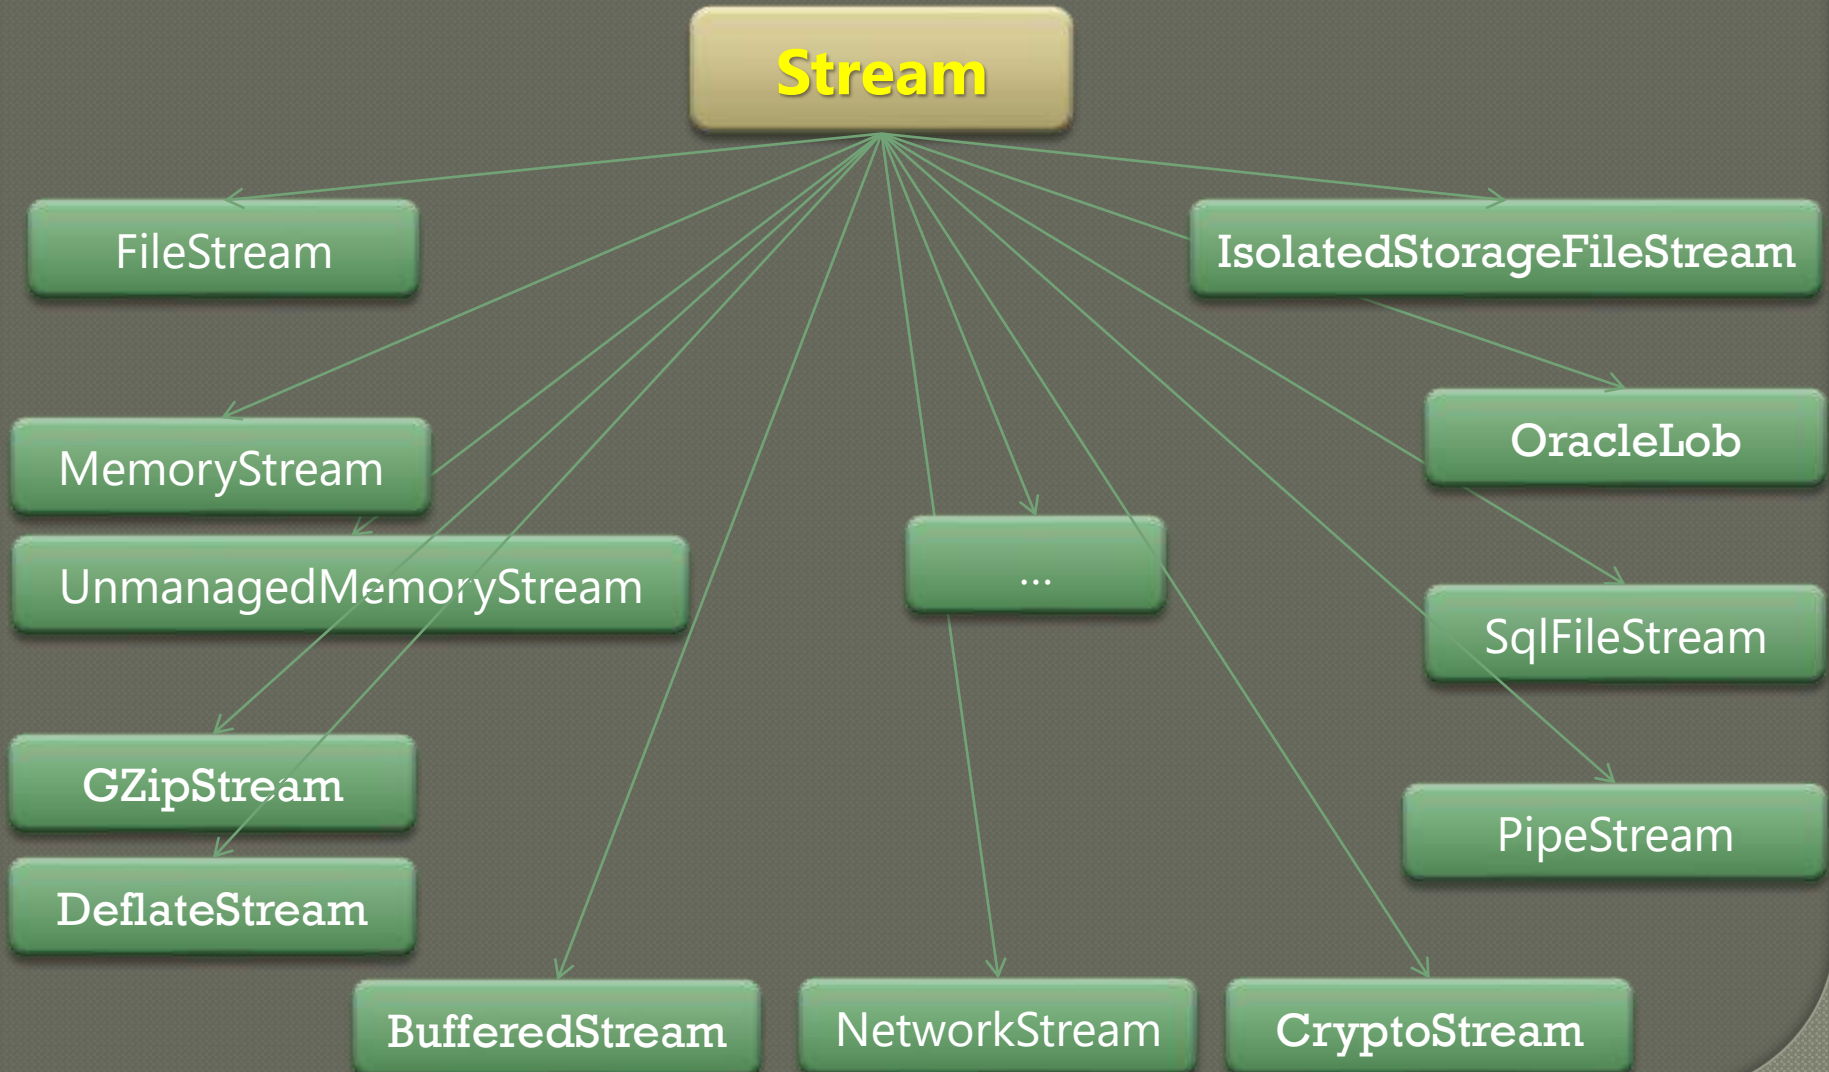 Stream
FileStream
IsolatedStorageFileStream
MemoryStream
OracleLob
UnmanagedMemoryStream
...
SqlFileStream
GZipStream
PipeStream
DeflateStream
BufferedStream
NetworkStream
CryptoStream